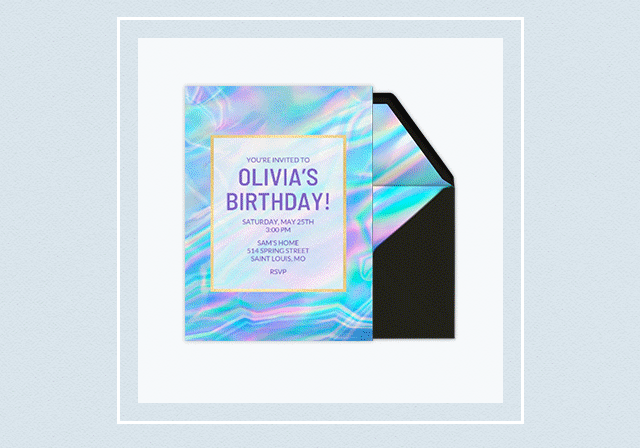 YOU'RE INVITED TO
OLIVIA'S
BIRTHDAY!
SATURDAY, MAY 25TH
3:00 PM
SAM'S HOME
514 SPRING STREET
SAINT LOUIS, MO
RSVP